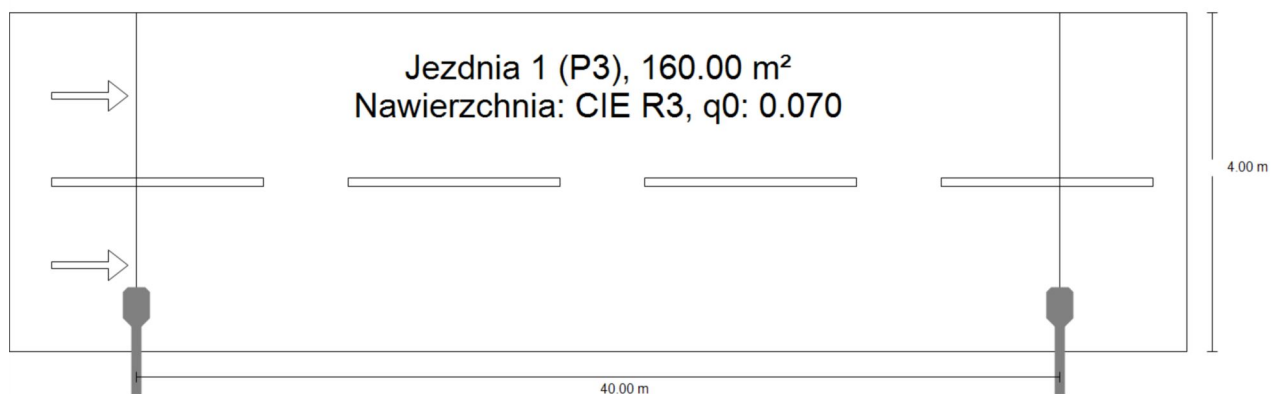 Jezdnia 1 (P3), 160.00 m²
Nawierzchnia: CIE R3, q0: 0.070
4.00 m
40.00 m